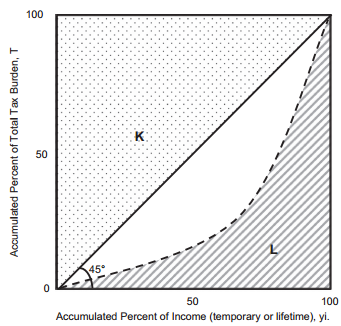 100
Accumulated Percent of Total Tax Burden, T
K
50
L
45°
0
50
100
Accumulated Percent of Income (temporary or lifetime), yi.